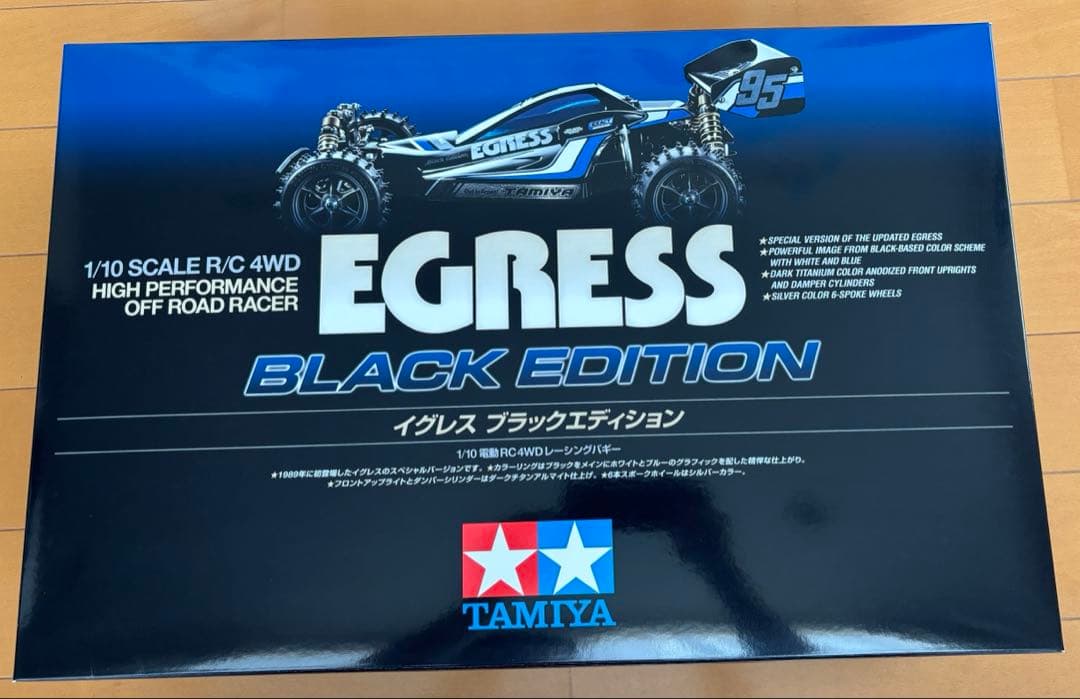 95
EGRESS
TAMIYA
1/10 SCALE R/C 4WD
HIGH PERFORMANCE
OFF ROAD RACER
EGRESS
★SPECIAL VERSION OF THE UPDATED EGRESS
★POWERFUL IMAGE FROM BLACK-BASED COLOR SCHEME
WITH WHITE AND BLUE
★DARK TITANIUM COLOR ANODIZED FRONT UPRIGHTS
AND DAMPER CYLINDERS
★SILVER COLOR 6-SPOKE WHEELS
BLACK EDITION
イグレス ブラックエディション
1/10 電動RC4WDレーシングバギー
★1989年に初登場したイグレスのスペシャルバージョンです。★カラーリングはブラックをメインにホワイトとブルーのグラフィックを配した精悍な仕上がり。
★フロントアップライトとダンパーシリンダーはダークチタンアルマイト仕上げ。★6本スポークホイールはシルバーカラー。
TAMIYA